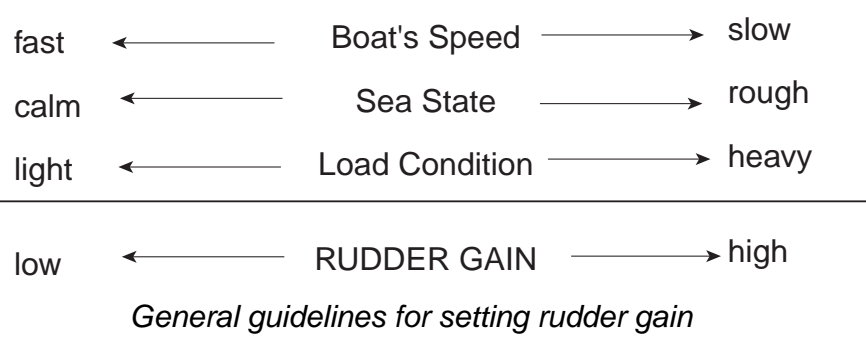 fast Boat's Speed slow
calm Sea State rough
light Load Condition heavy
low RUDDER GAIN high
General guidelines for setting rudder gain